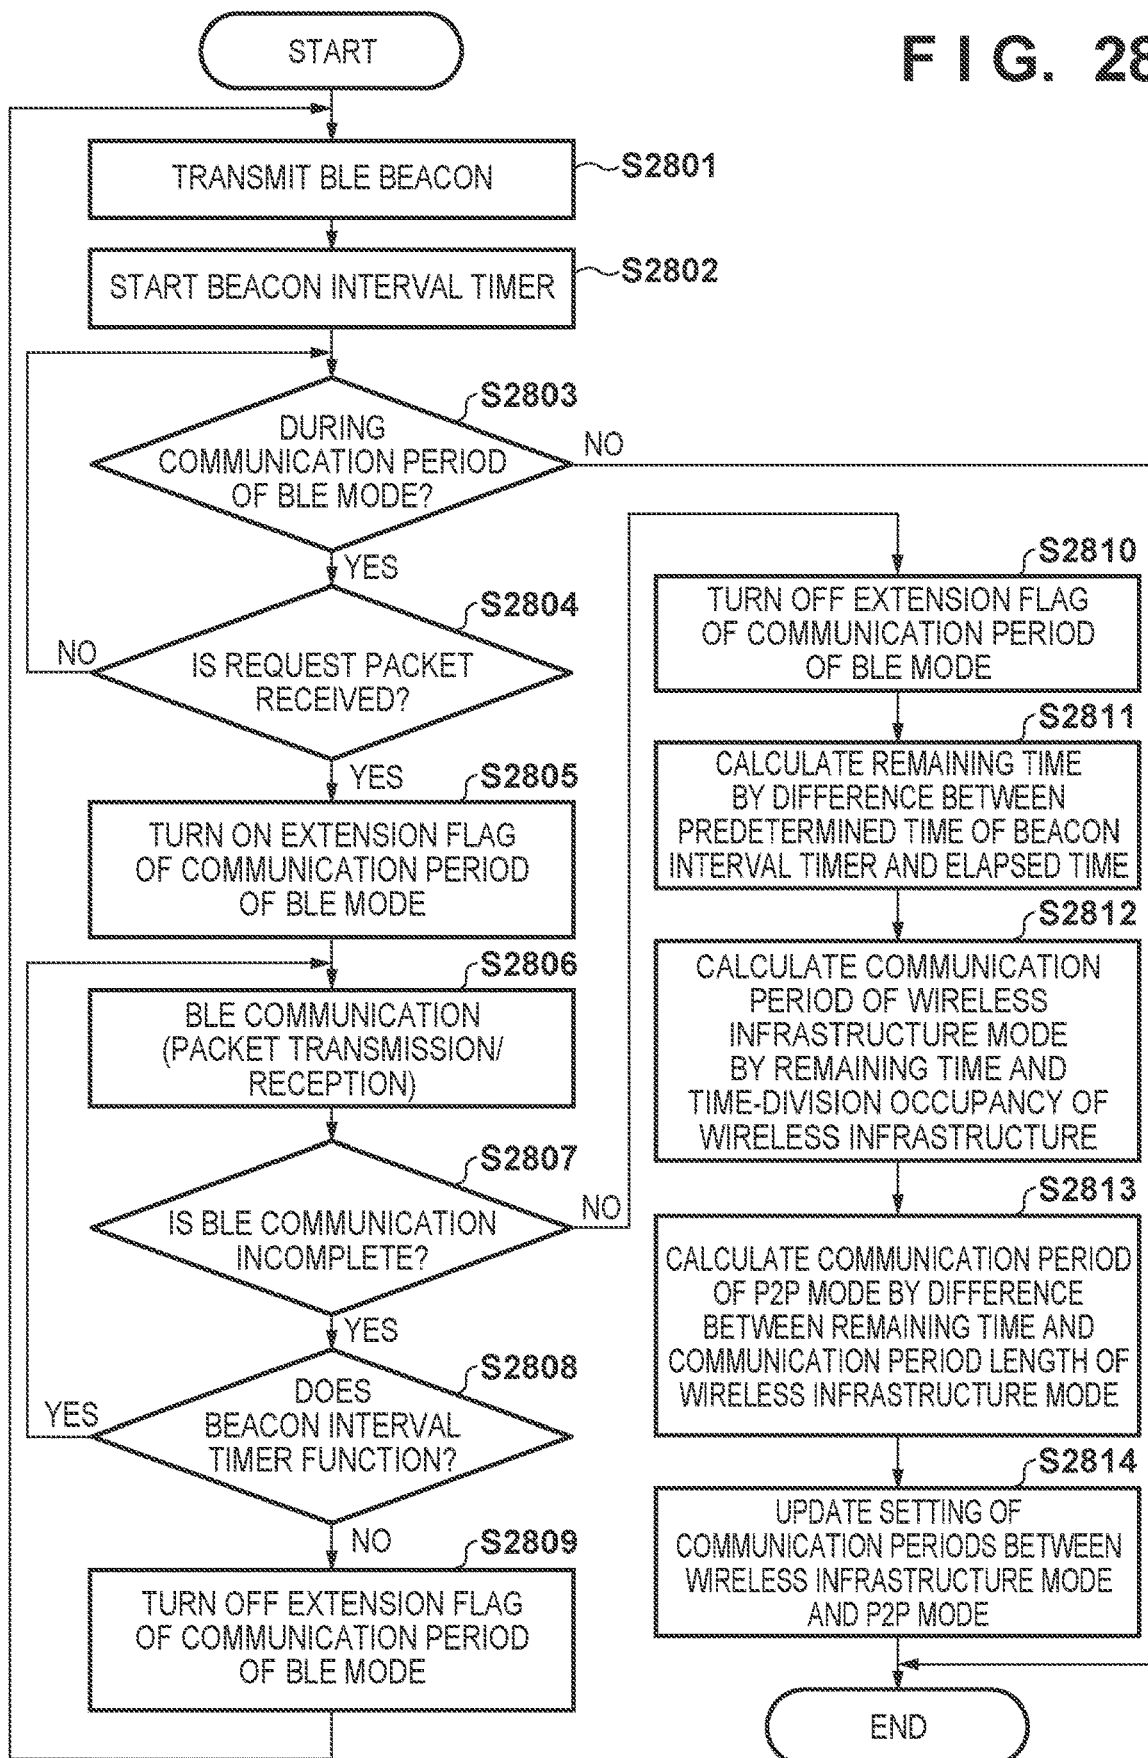 FIG. 28
START
TRANSMIT BLE BEACON
S2801
START BEACON INTERVAL TIMER
S2802
S2803
DURING
COMMUNICATION PERIOD
OF BLE MODE?
NO
YES
S2804
IS REQUEST PACKET
RECEIVED?
NO
YES
S2805
TURN ON EXTENSION FLAG
OF COMMUNICATION PERIOD
OF BLE MODE
S2806
BLE COMMUNICATION
(PACKET TRANSMISSION/
RECEPTION)
S2807
IS BLE COMMUNICATION
INCOMPLETE?
NO
YES
S2808
DOES
BEACON INTERVAL
TIMER FUNCTION?
YES
NO
S2809
TURN OFF EXTENSION FLAG
OF COMMUNICATION PERIOD
OF BLE MODE
S2810
TURN OFF EXTENSION FLAG
OF COMMUNICATION PERIOD
OF BLE MODE
S2811
CALCULATE REMAINING TIME
BY DIFFERENCE BETWEEN
PREDETERMINED TIME OF BEACON
INTERVAL TIMER AND ELAPSED TIME
S2812
CALCULATE COMMUNICATION
PERIOD OF WIRELESS
INFRASTRUCTURE MODE
BY REMAINING TIME AND
TIME-DIVISION OCCUPANCY OF
WIRELESS INFRASTRUCTURE
S2813
CALCULATE COMMUNICATION PERIOD
OF P2P MODE BY DIFFERENCE
BETWEEN REMAINING TIME AND
COMMUNICATION PERIOD LENGTH OF
WIRELESS INFRASTRUCTURE MODE
S2814
UPDATE SETTING OF
COMMUNICATION PERIODS BETWEEN
WIRELESS INFRASTRUCTURE MODE
AND P2P MODE
END